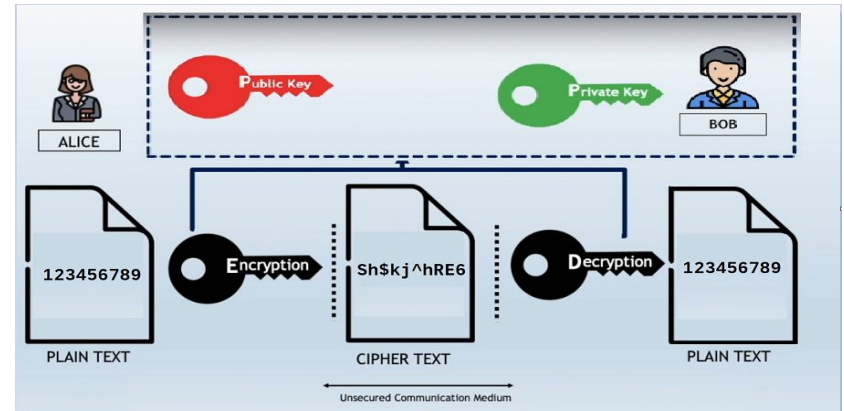 Public Key
Private Key
ALICE
BOB
123456789
Encryption
Sh$kj^hRE6
Decryption
123456789
PLAIN TEXT
CIPHER TEXT
PLAIN TEXT
Unsecured Communication Medium